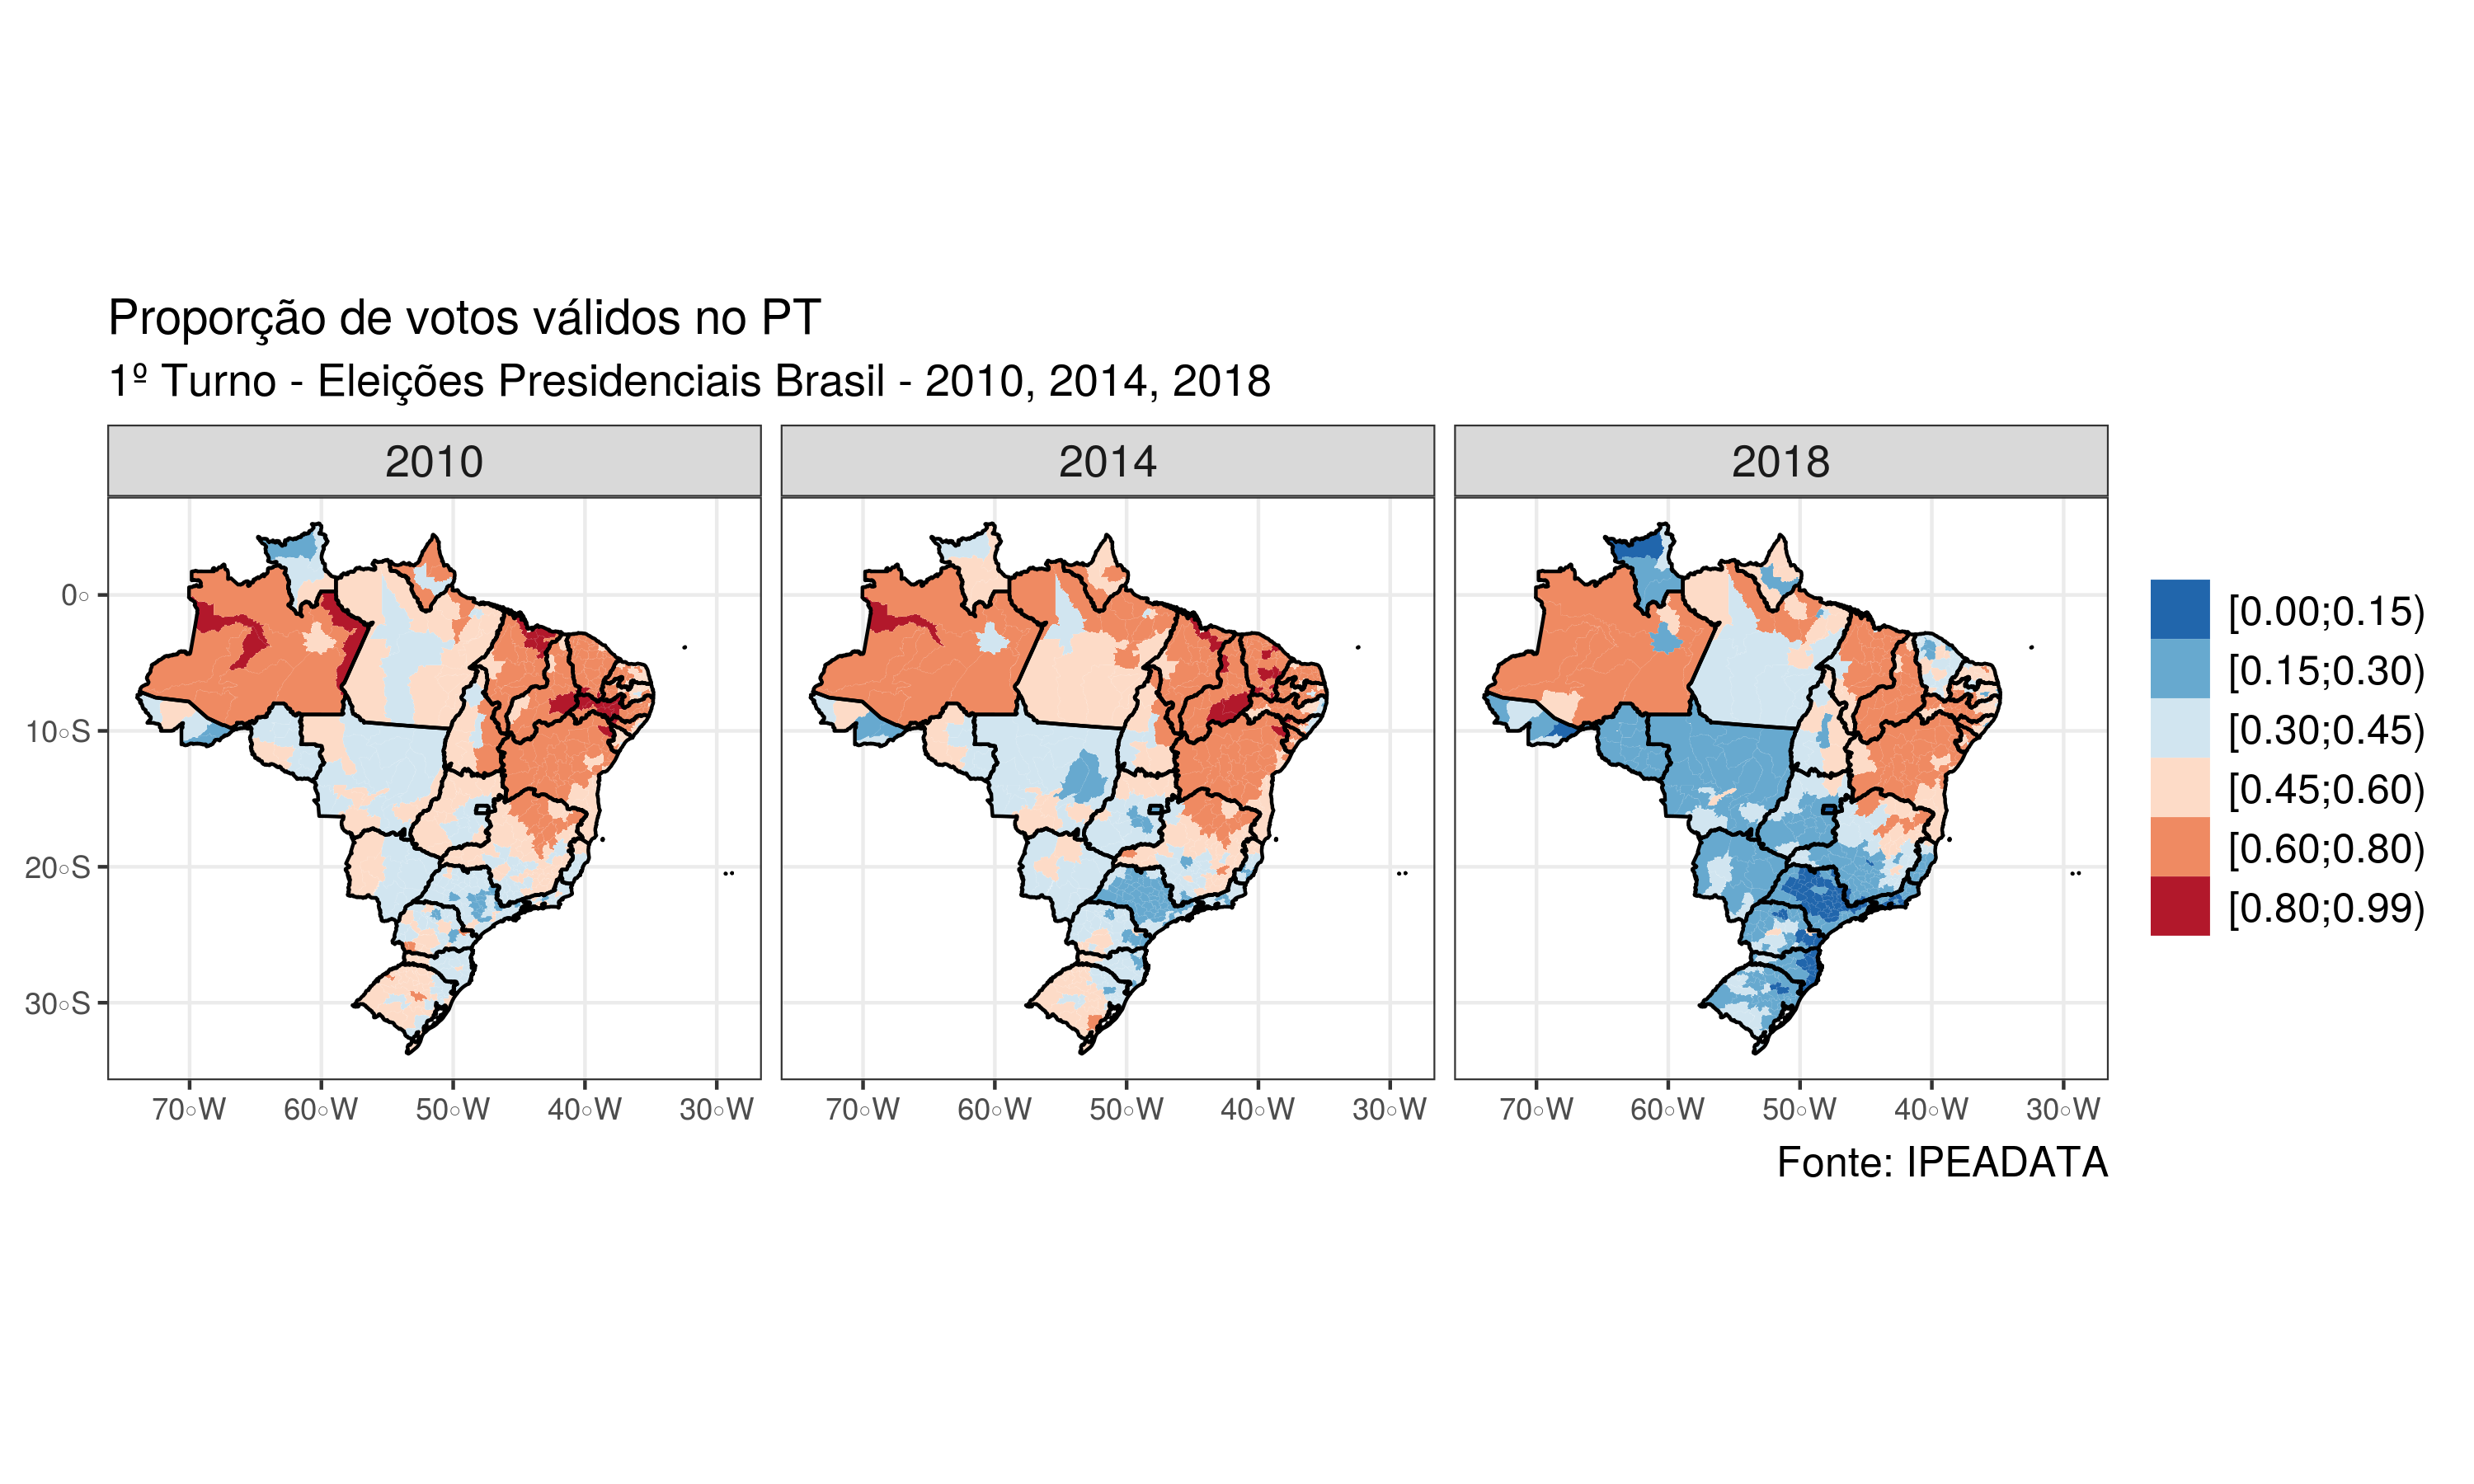 Proporção de votos válidos no PT
1º Turno - Eleições Presidenciais Brasil - 2010, 2014, 2018
2010 2014 2018
0◦
10◦S
20◦S
30◦S
70◦W 60◦W 50◦W 40◦W 30◦W 70◦W 60◦W 50◦W 40◦W 30◦W 70◦W 60◦W 50◦W 40◦W 30◦W
[0.00;0.15)
[0.15;0.30)
[0.30;0.45)
[0.45;0.60)
[0.60;0.80)
[0.80;0.99)
Fonte: IPEADATA